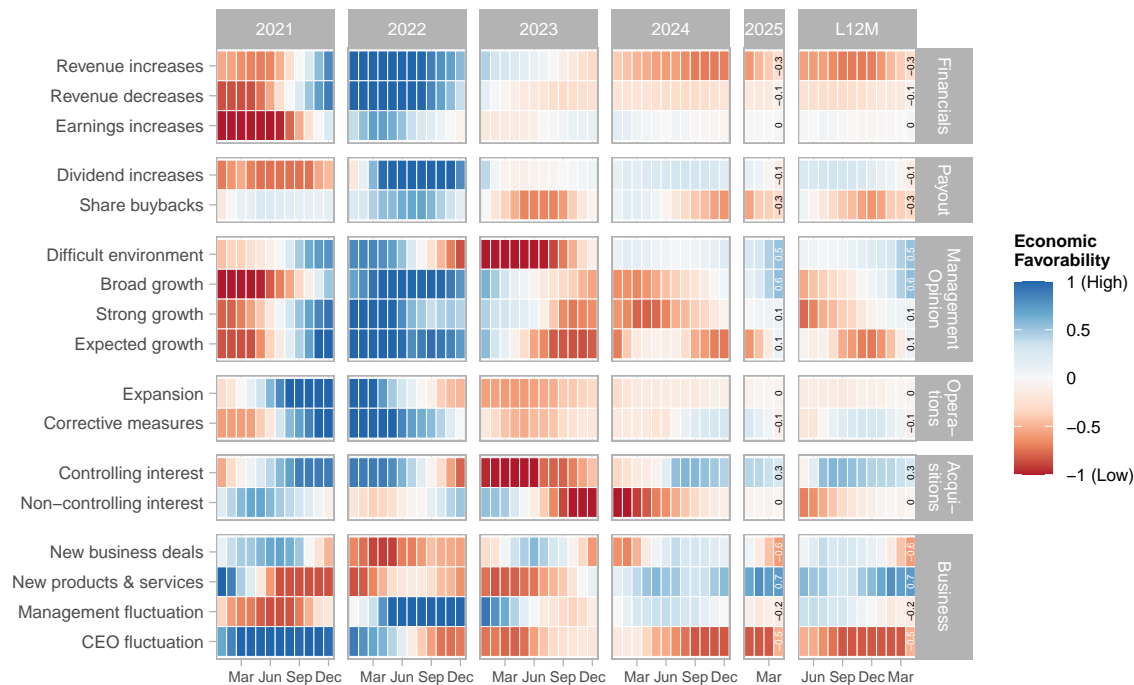 2021 2022 2023 2024 2025 L12M
Revenue increases −0.3 −0.3
Revenue decreases −0.1 −0.1
Earnings increases 0 0
Financials
Dividend increases −0.1 −0.1
Share buybacks −0.3 −0.3
Payout
Difficult environment 0.5 0.5
Broad growth 0.6 0.6
Strong growth 0.1 0.1
Expected growth 0.1 0.1
Management
Opinion
Expansion 0 0
Corrective measures −0.1 −0.1
Opera−
tions
Controlling interest 0.3 0.3
Non−controlling interest 0 0
Acqui−
sitions
New business deals −0.6 −0.6
New products & services 0.7 0.7
Management fluctuation −0.2 −0.2
CEO fluctuation −0.5 −0.5
Business
Mar Jun Sep Dec Mar Jun Sep Dec Mar Jun Sep Dec Mar Jun Sep Dec Mar Jun Sep Dec Mar
Economic
Favorability
1 (High)
0.5
0
−0.5
−1 (Low)